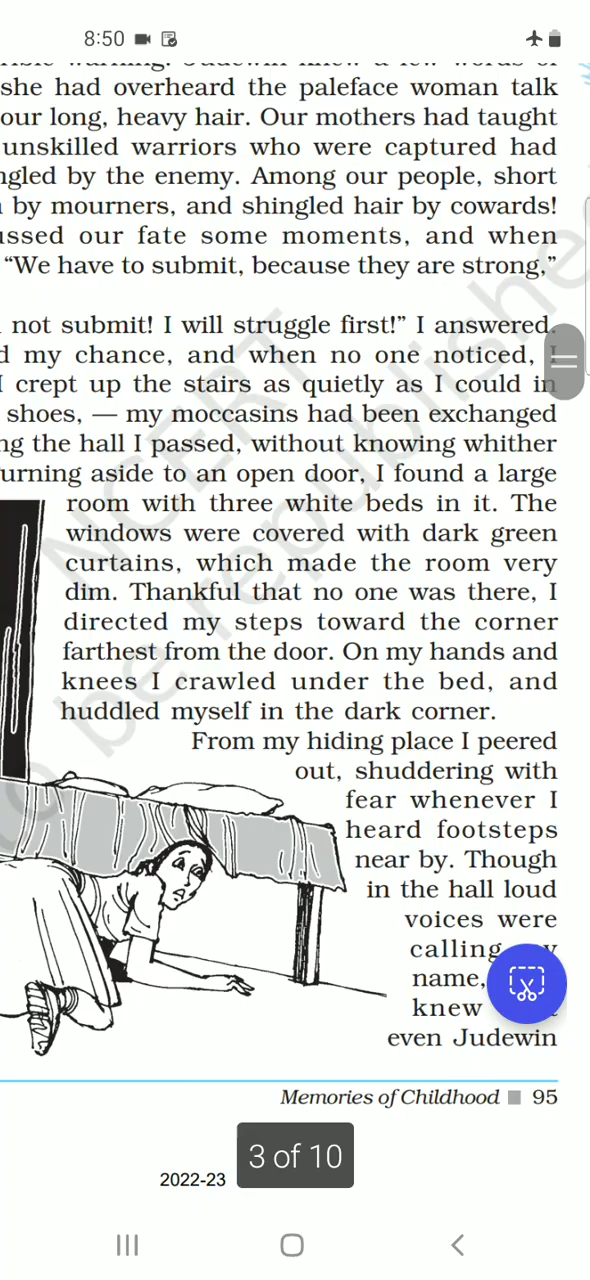 8:50
she had overheard the paleface woman talk
our long, heavy hair. Our mothers had taught
unskilled warriors who were captured had
ngled by the enemy. Among our people, short
by mourners, and shingled hair by cowards!
ussed our fate some moments, and when
“We have to submit, because they are strong,”
not submit! I will struggle first!” I answered.
d my chance, and when no one noticed, I
I crept up the stairs as quietly as I could in
shoes, — my moccasins had been exchanged
ng the hall I passed, without knowing whither
urning aside to an open door, I found a large
room with three white beds in it. The
windows were covered with dark green
curtains, which made the room very
dim. Thankful that no one was there, I
directed my steps toward the corner
farthest from the door. On my hands and
knees I crawled under the bed, and
huddled myself in the dark corner.
From my hiding place I peered
out, shuddering with
fear whenever I
heard footsteps
near by. Though
in the hall loud
voices were
calling
name,
knew
even Judewin
Memories of Childhood 95
3 of 10
2022-23
NCERT
be republished